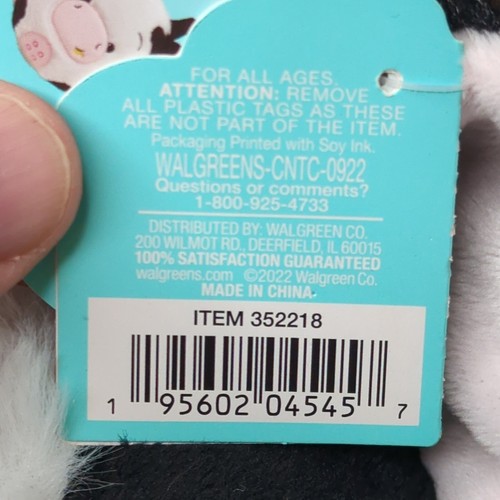 FOR ALL AGES.
ATTENTION: REMOVE
ALL PLASTIC TAGS AS THESE
ARE NOT PART OF THE ITEM.
Packaging Printed with Soy Ink.
WALGREENS-CNTC-0922
Questions or comments?
1-800-925-4733
DISTRIBUTED BY: WALGREEN CO.
200 WILMOT RD., DEERFIELD, IL 60015
100% SATISFACTION GUARANTEED
walgreens.com ©2022 Walgreen Co.
MADE IN CHINA
ITEM 352218
1 95602 04545 7